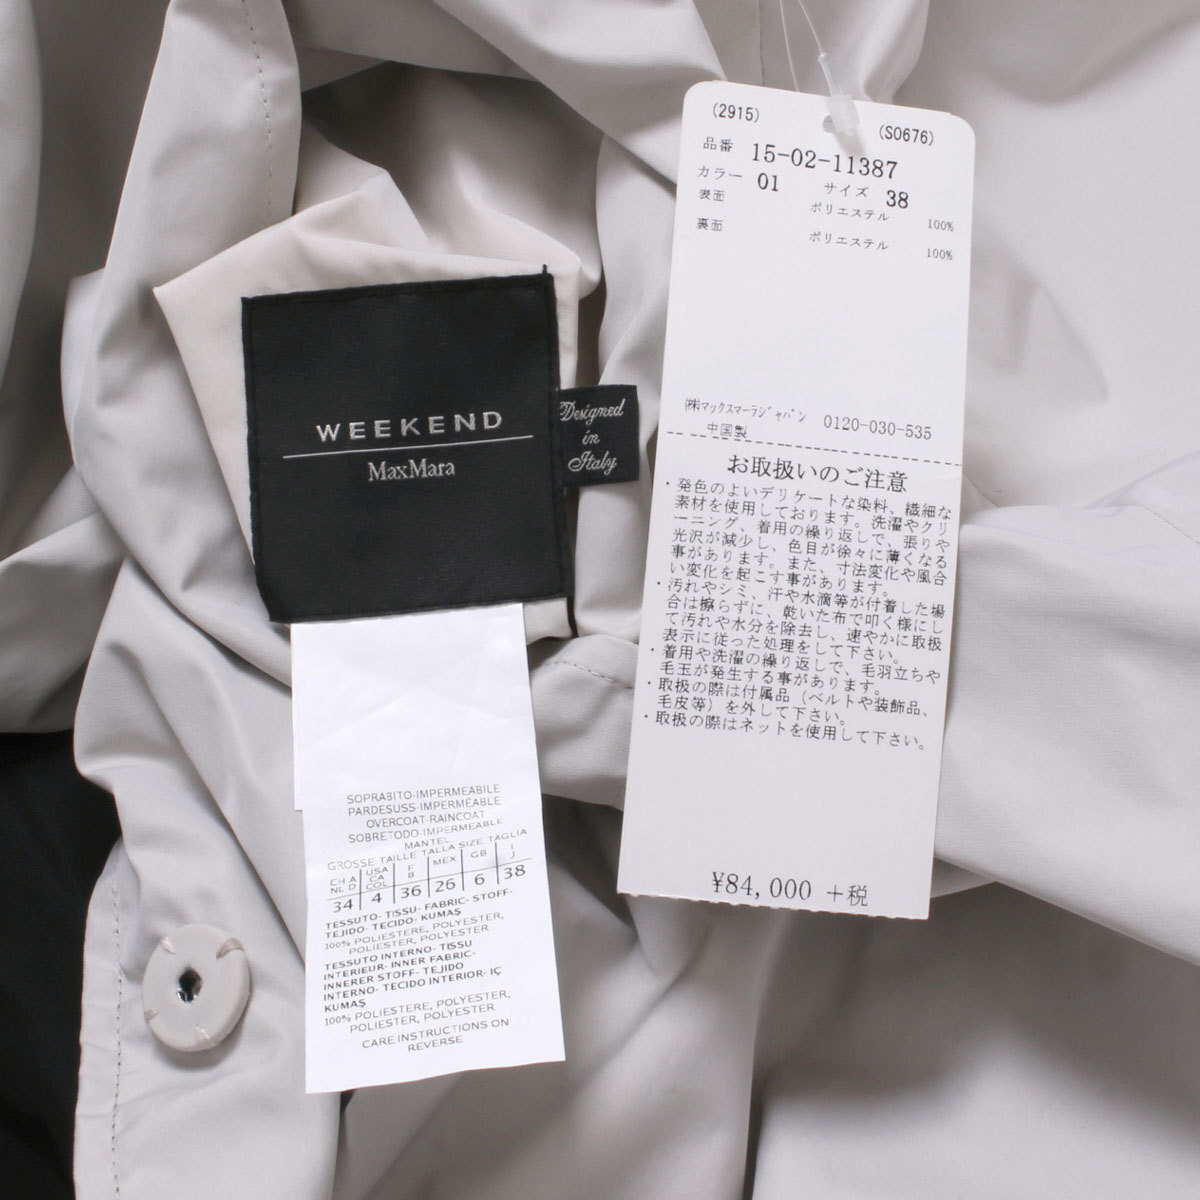 WEEKEND
MaxMara
Designed
in
Italy
SOPRABITO-IMPERMEABILE
PARDESSUS-IMPERMÉABLE
OVERCOAT-RAINCOAT
SOBRETODO-IMPERMEABLE
MANTEL
GRÖSSE TAILLE TALLA SIZE TAGLIA
CH A NL D USA CA COL F B MEX GB I J
34 4 36 26 6 38
TESSUTO- TISSU- FABRIC- STOFF-
TEJIDO- TECIDO- KUMAŞ
100% POLIESTERE, POLYESTER,
POLIESTER, POLYESTER
TESSUTO INTERNO- TISSU
INTERIEUR- INNER FABRIC-
INNERER STOFF- TEJIDO
INTERNO- TECIDO INTERIOR- IÇ
KUMAŞ
100% POLIESTERE, POLYESTER,
POLIESTER, POLYESTER
CARE INSTRUCTIONS ON
REVERSE
(2915)
(S0676)
品番 15-02-11387
カラー 01 サイズ 38
表面 ポリエステル 100%
裏面 ポリエステル 100%
㈱マックスマーラジャパン 0120-030-535
中国製
お取扱いのご注意
・発色のよいデリケートな染料、繊細な
素材を使用しております。洗濯やクリ
ーニング、着用の繰り返しで、張りや
光沢が減少し、色目が徐々に薄くなる
事があります。また、寸法変化や風合
い変化を起こす事があります。
・汚れやシミ、汗や水滴等が付着した場
合は擦らずに、乾いた布で叩く様にし
て汚れや水分を除去し、速やかに取扱
表示に従った処理をして下さい。
・着用や洗濯の繰り返しで、毛羽立ちや
毛玉が発生する事があります。
・取扱の際は付属品(ベルトや装飾品、
毛皮等)を外して下さい。
・取扱の際はネットを使用して下さい。
¥84,000 +税